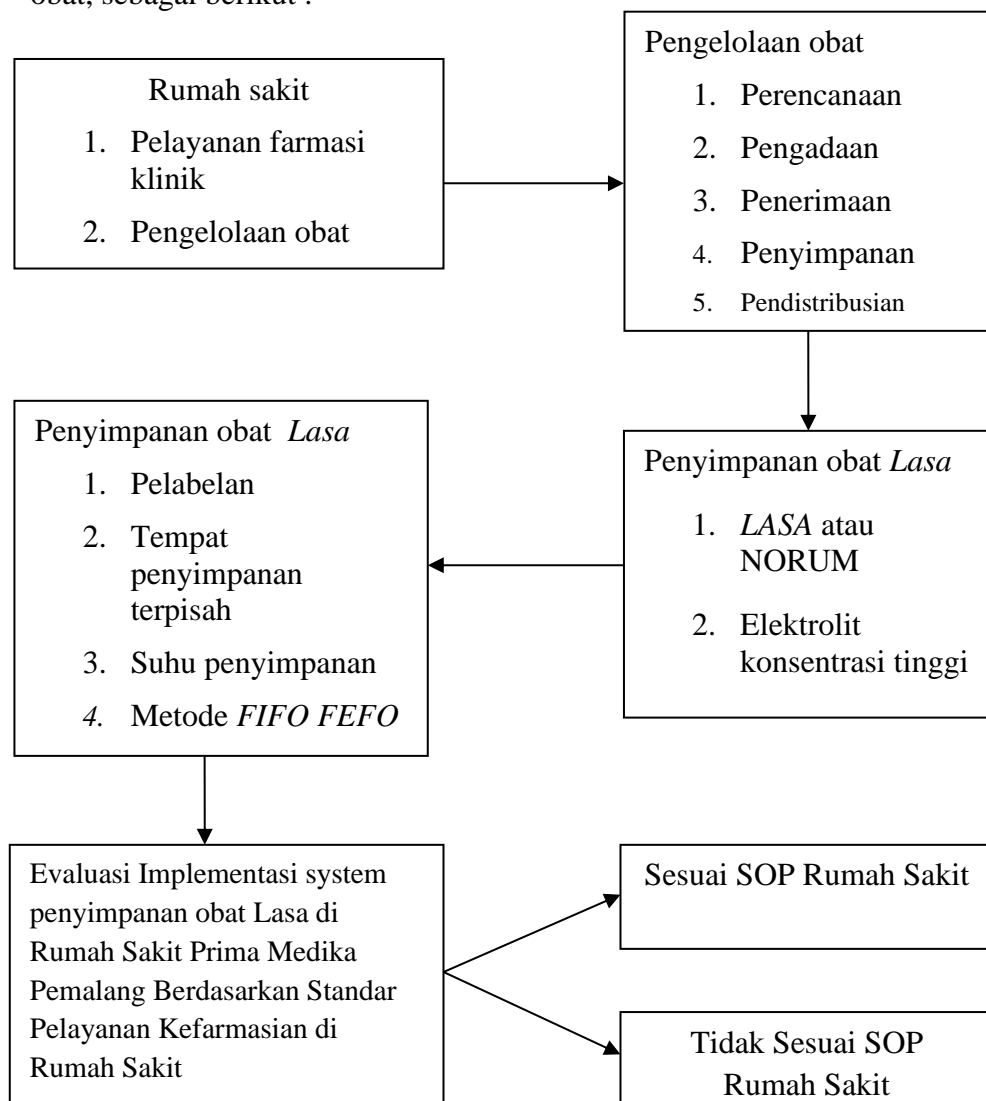 obat, sebagai berikut :
Rumah sakit
1. Pelayanan farmasi
klinik
2. Pengelolaan obat
Pengelolaan obat
1. Perencanaan
2. Pengadaan
3. Penerimaan
4. Penyimpanan
5. Pendistribusian
Penyimpanan obat Lasa
1. LASA atau
NORUM
2. Elektrolit
konsentrasi tinggi
Penyimpanan obat Lasa
1. Pelabelan
2. Tempat
penyimpanan
terpisah
3. Suhu penyimpanan
4. Metode FIFO FEFO
Evaluasi Implementasi system
penyimpanan obat Lasa di
Rumah Sakit Prima Medika
Pemalang Berdasarkan Standar
Pelayanan Kefarmasian di
Rumah Sakit
Sesuai SOP Rumah Sakit
Tidak Sesuai SOP
Rumah Sakit